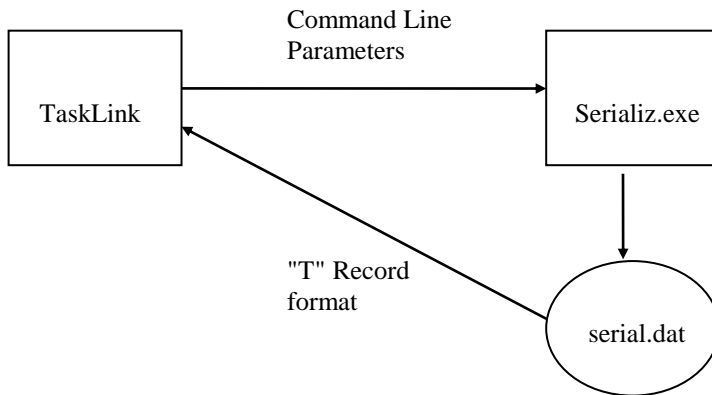 Command Line
Parameters
TaskLink
Serializ.exe
"T" Record
format
serial.dat